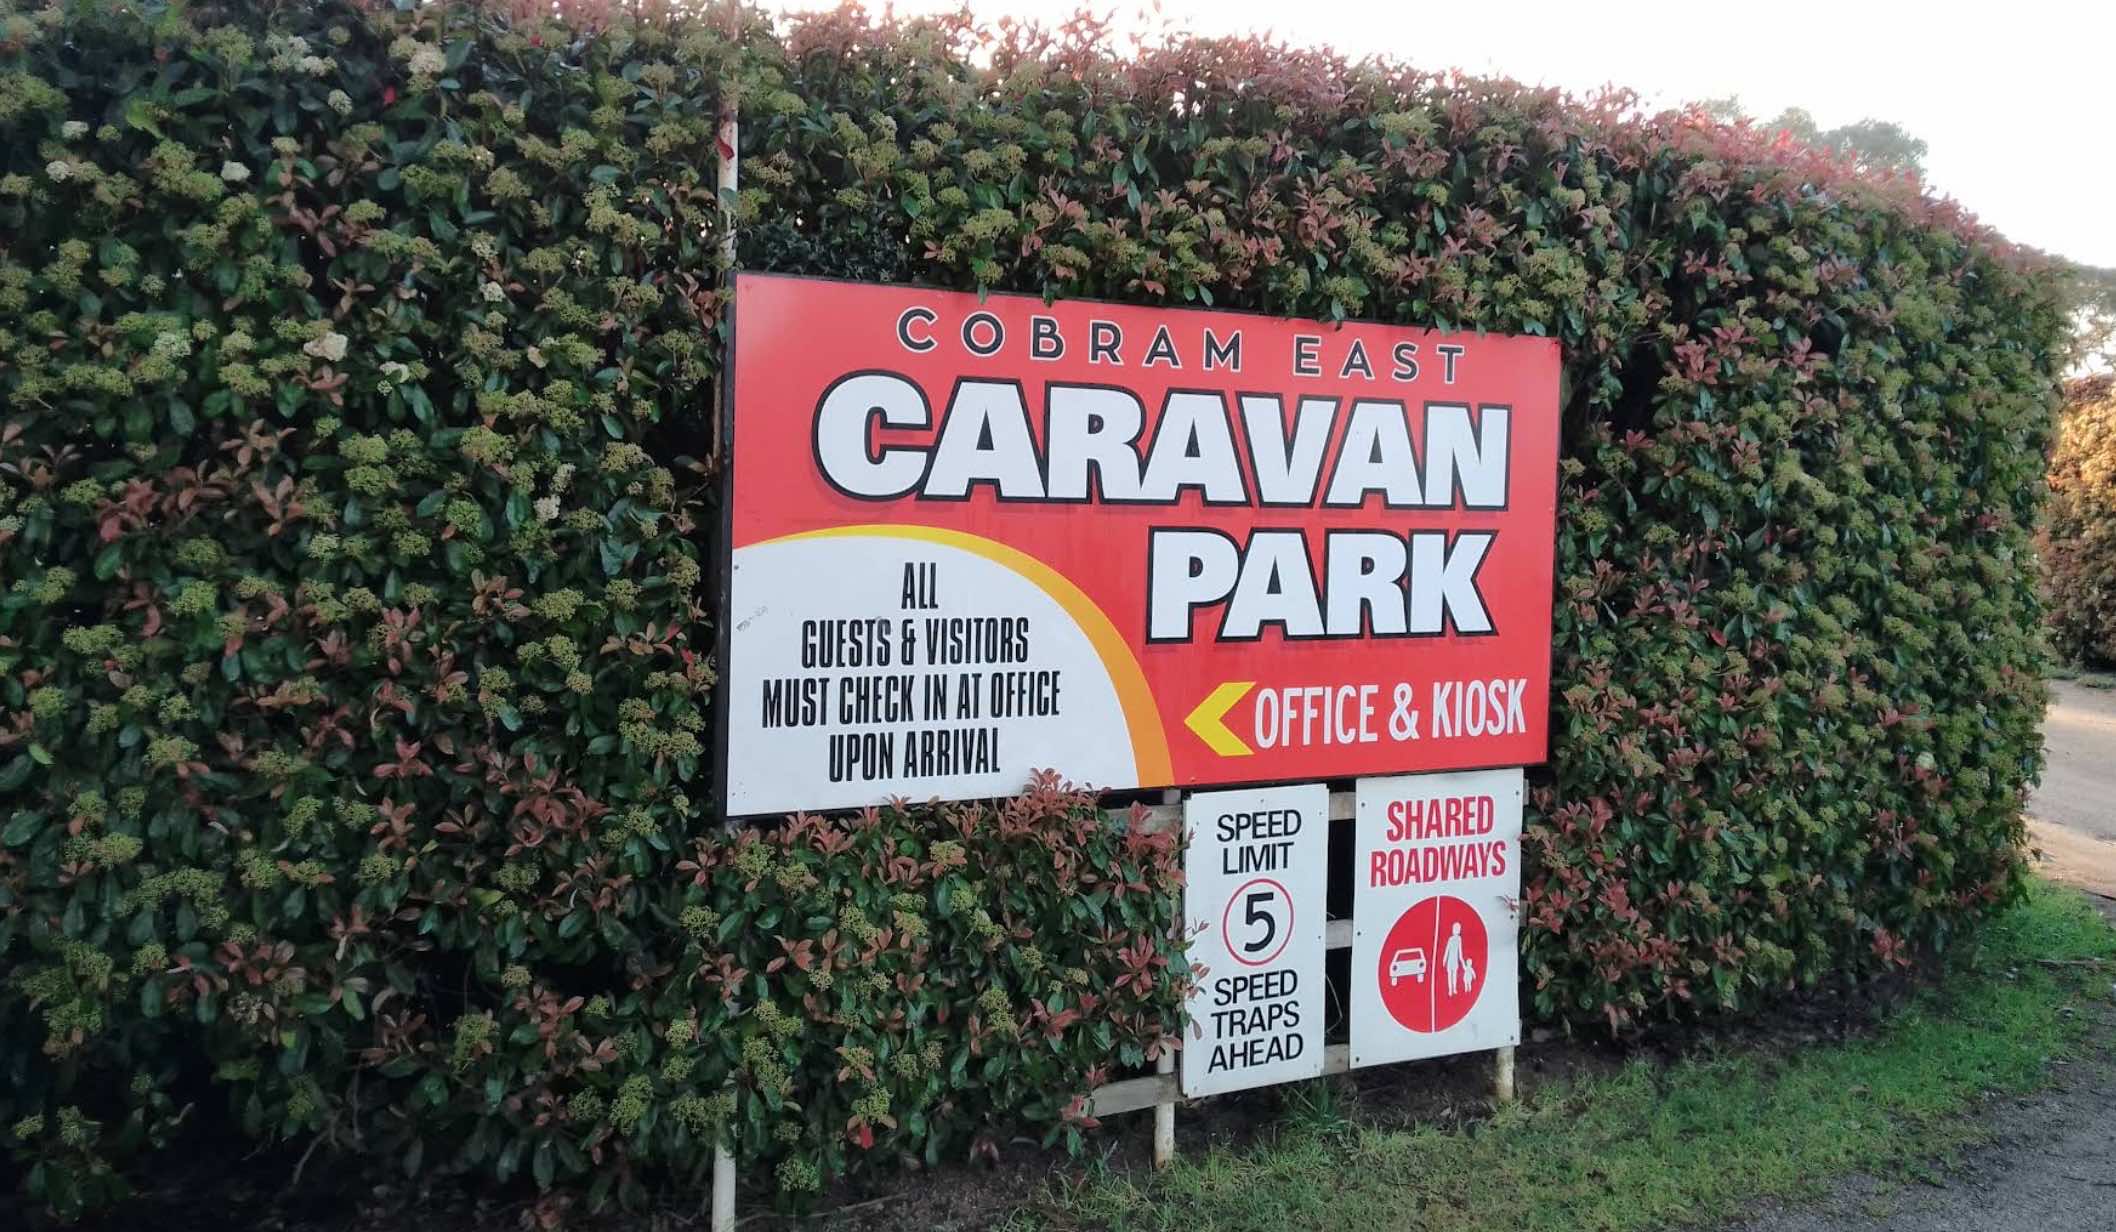 COBRAM EAST
CARAVAN
PARK
ALL
GUESTS & VISITORS
MUST CHECK IN AT OFFICE
UPON ARRIVAL
OFFICE & KIOSK
SPEED
LIMIT
5
SPEED
TRAPS
AHEAD
SHARED
ROADWAYS